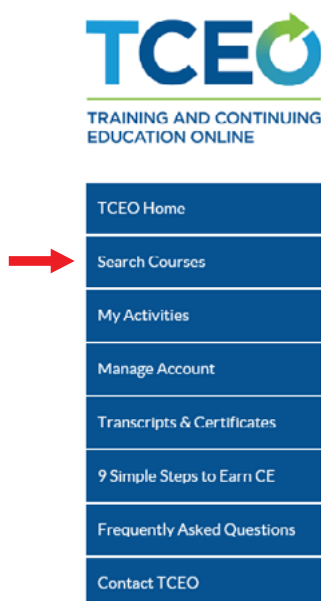 TCEO
TRAINING AND CONTINUING
EDUCATION ONLINE
TCEO Home
Search Courses
My Activities
Manage Account
Transcripts & Certificates
9 Simple Steps to Earn CE
Frequently Asked Questions
Contact TCEO